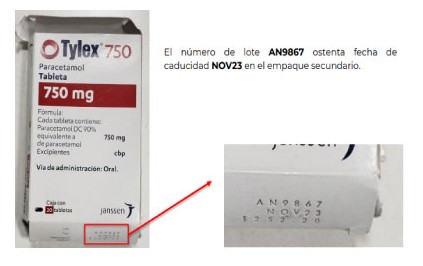 Tylex 750
Paracetamol
Tableta
750 mg
Fórmula:
Cada tableta contiene:
Paracetamol DC 90%
equivalente a 750 mg
de paracetamol
Excipientes cbp
Vía de administración: Oral.
Caja con
20 tabletas
janssen
El número de lote AN9867 ostenta fecha de
caducidad NOV23 en el empaque secundario.
AN9867
NOV23